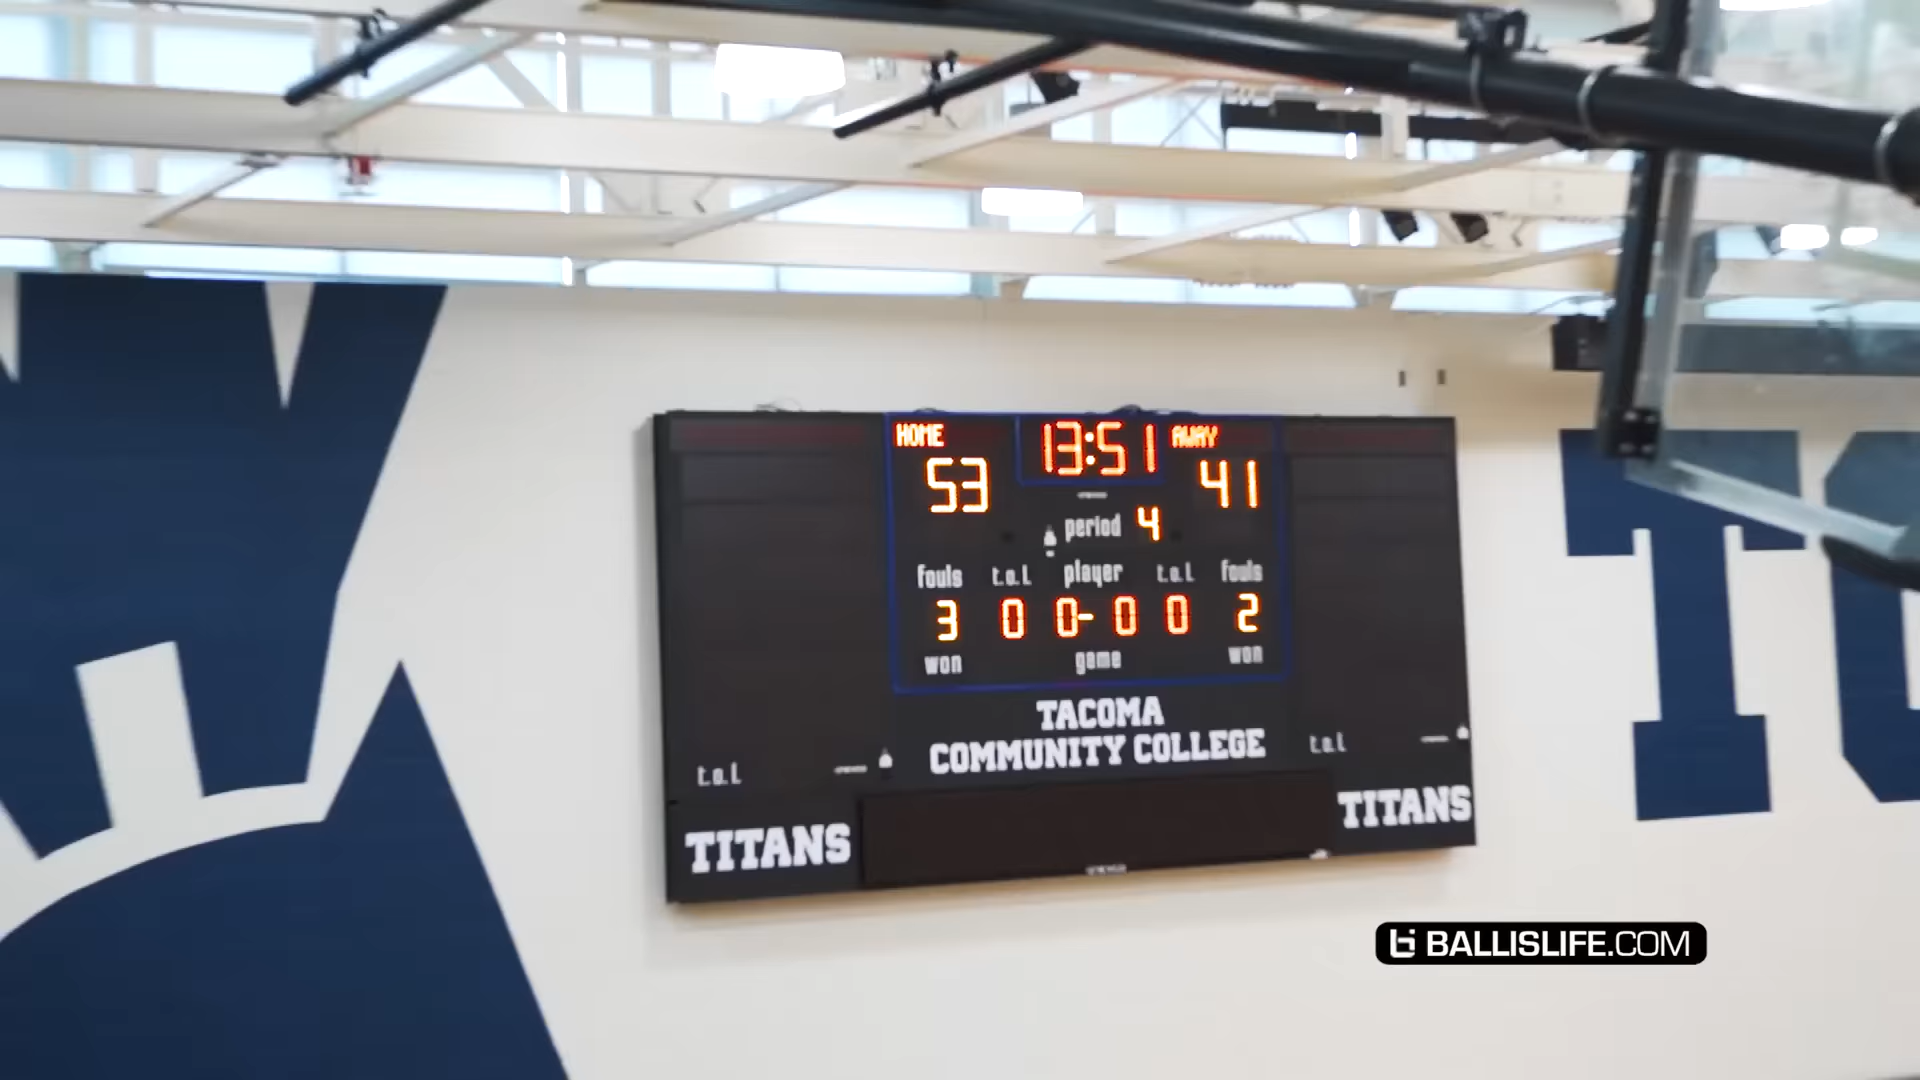 HOME 13:51 AWAY
53 41
period 4
fouls t.o.l player t.o.l fouls
3 0 0-0 0 2
won game won
TACOMA
COMMUNITY COLLEGE
t.o.l t.o.l
TITANS TITANS
BALLISLIFE.COM